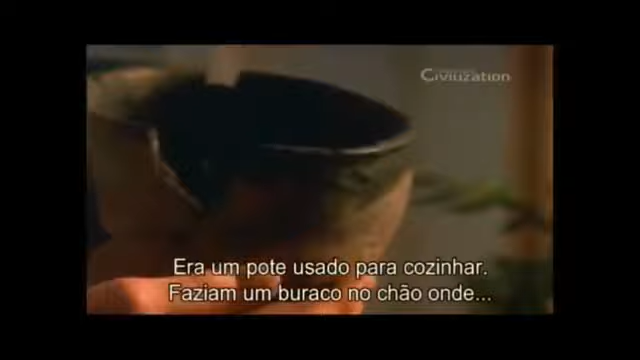 Civilization
Era um pote usado para cozinhar.
Faziam um buraco no chão onde...